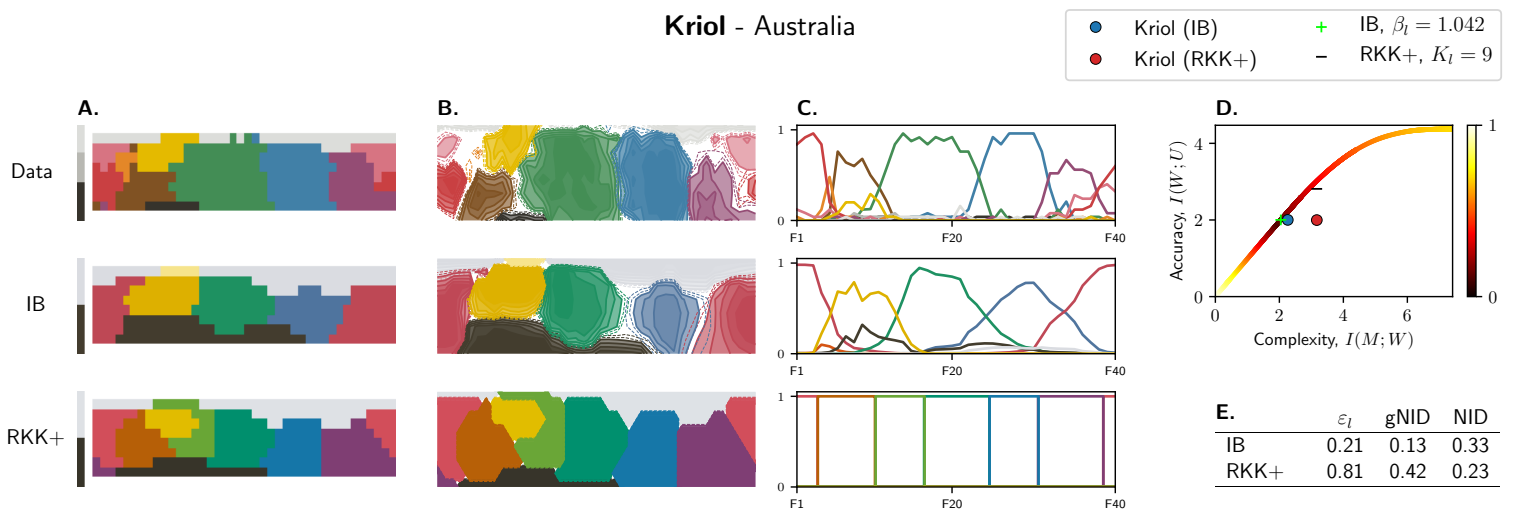 Kriol - Australia
Kriol (IB)
Kriol (RKK+)
IB, $\beta_l = 1.042$
RKK+, $K_l = 9$
A.
B.
C.
D.
Data
IB
RKK+
1
0
F1
F20
F40
1
0
F1
F20
F40
1
0
F1
F20
F40
Accuracy, $I(W;U)$
4
2
0
0
2
4
6
Complexity, $I(M;W)$
1
0
E.
$\varepsilon_l$ gNID NID
IB 0.21 0.13 0.33
RKK+ 0.81 0.42 0.23